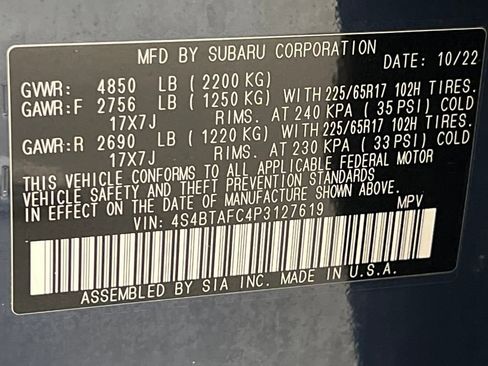 MFD BY SUBARU CORPORATION DATE: 10/22
GVWR: 4850 LB (2200 KG)
GAWR:F 2756 LB (1250 KG) WITH 225/65R17 102H TIRES.
17X7J RIMS. AT 240 KPA (35 PSI) COLD
GAWR:R 2690 LB (1220 KG) WITH 225/65R17 102H TIRES.
17X7J RIMS. AT 230 KPA (33 PSI) COLD
THIS VEHICLE CONFORMS TO ALL APPLICABLE FEDERAL MOTOR
VEHICLE SAFETY AND THEFT PREVENTION STANDARDS
IN EFFECT ON THE DATE OF MANUFACTURE SHOWN ABOVE.
VIN: 4S4BTAFC4P3127619 MPV
ASSEMBLED BY SIA INC. MADE IN U.S.A.